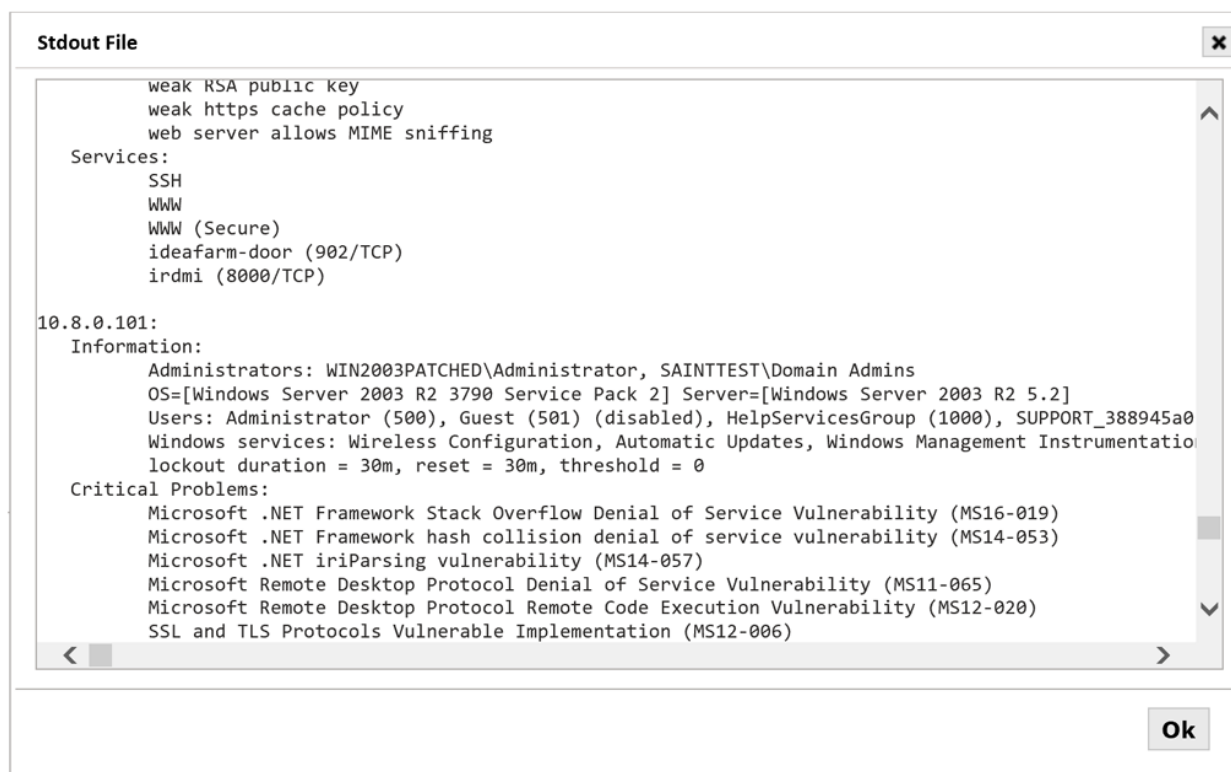 Stdout File
weak RSA public key
weak https cache policy
web server allows MIME sniffing
Services:
SSH
WWW
WWW (Secure)
ideafarm-door (902/TCP)
irdmi (8000/TCP)
10.8.0.101:
Information:
Administrators: WIN2003PATCHED\Administrator, SAINTTEST\Domain Admins
OS=[Windows Server 2003 R2 3790 Service Pack 2] Server=[Windows Server 2003 R2 5.2]
Users: Administrator (500), Guest (501) (disabled), HelpServicesGroup (1000), SUPPORT_388945a0
Windows services: Wireless Configuration, Automatic Updates, Windows Management Instrumentatio
lockout duration = 30m, reset = 30m, threshold = 0
Critical Problems:
Microsoft .NET Framework Stack Overflow Denial of Service Vulnerability (MS16-019)
Microsoft .NET Framework hash collision denial of service vulnerability (MS14-053)
Microsoft .NET iriParsing vulnerability (MS14-057)
Microsoft Remote Desktop Protocol Denial of Service Vulnerability (MS11-065)
Microsoft Remote Desktop Protocol Remote Code Execution Vulnerability (MS12-020)
SSL and TLS Protocols Vulnerable Implementation (MS12-006)
Ok